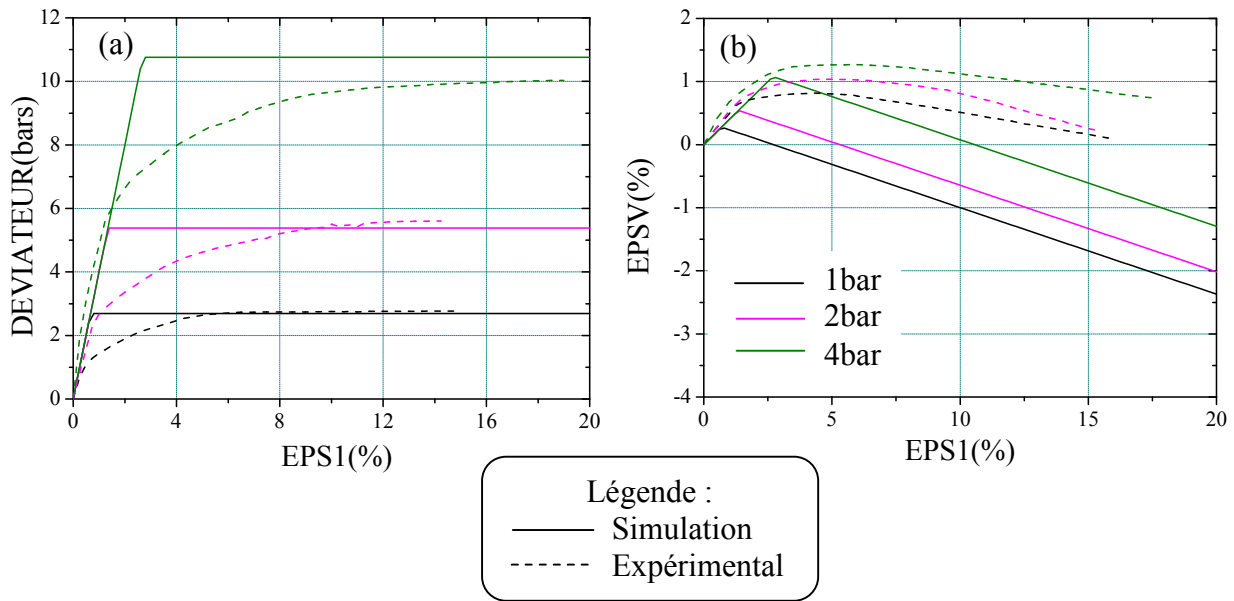 (a)
12
10
8
6
4
2
0
DEVIATEUR(bars)
0 4 8 12 16 20
EPS1(%)
(b)
2
1
0
-1
-2
-3
-4
EPSV(%)
1bar
2bar
4bar
0 5 10 15 20
EPS1(%)
Légende :
Simulation
Expérimental